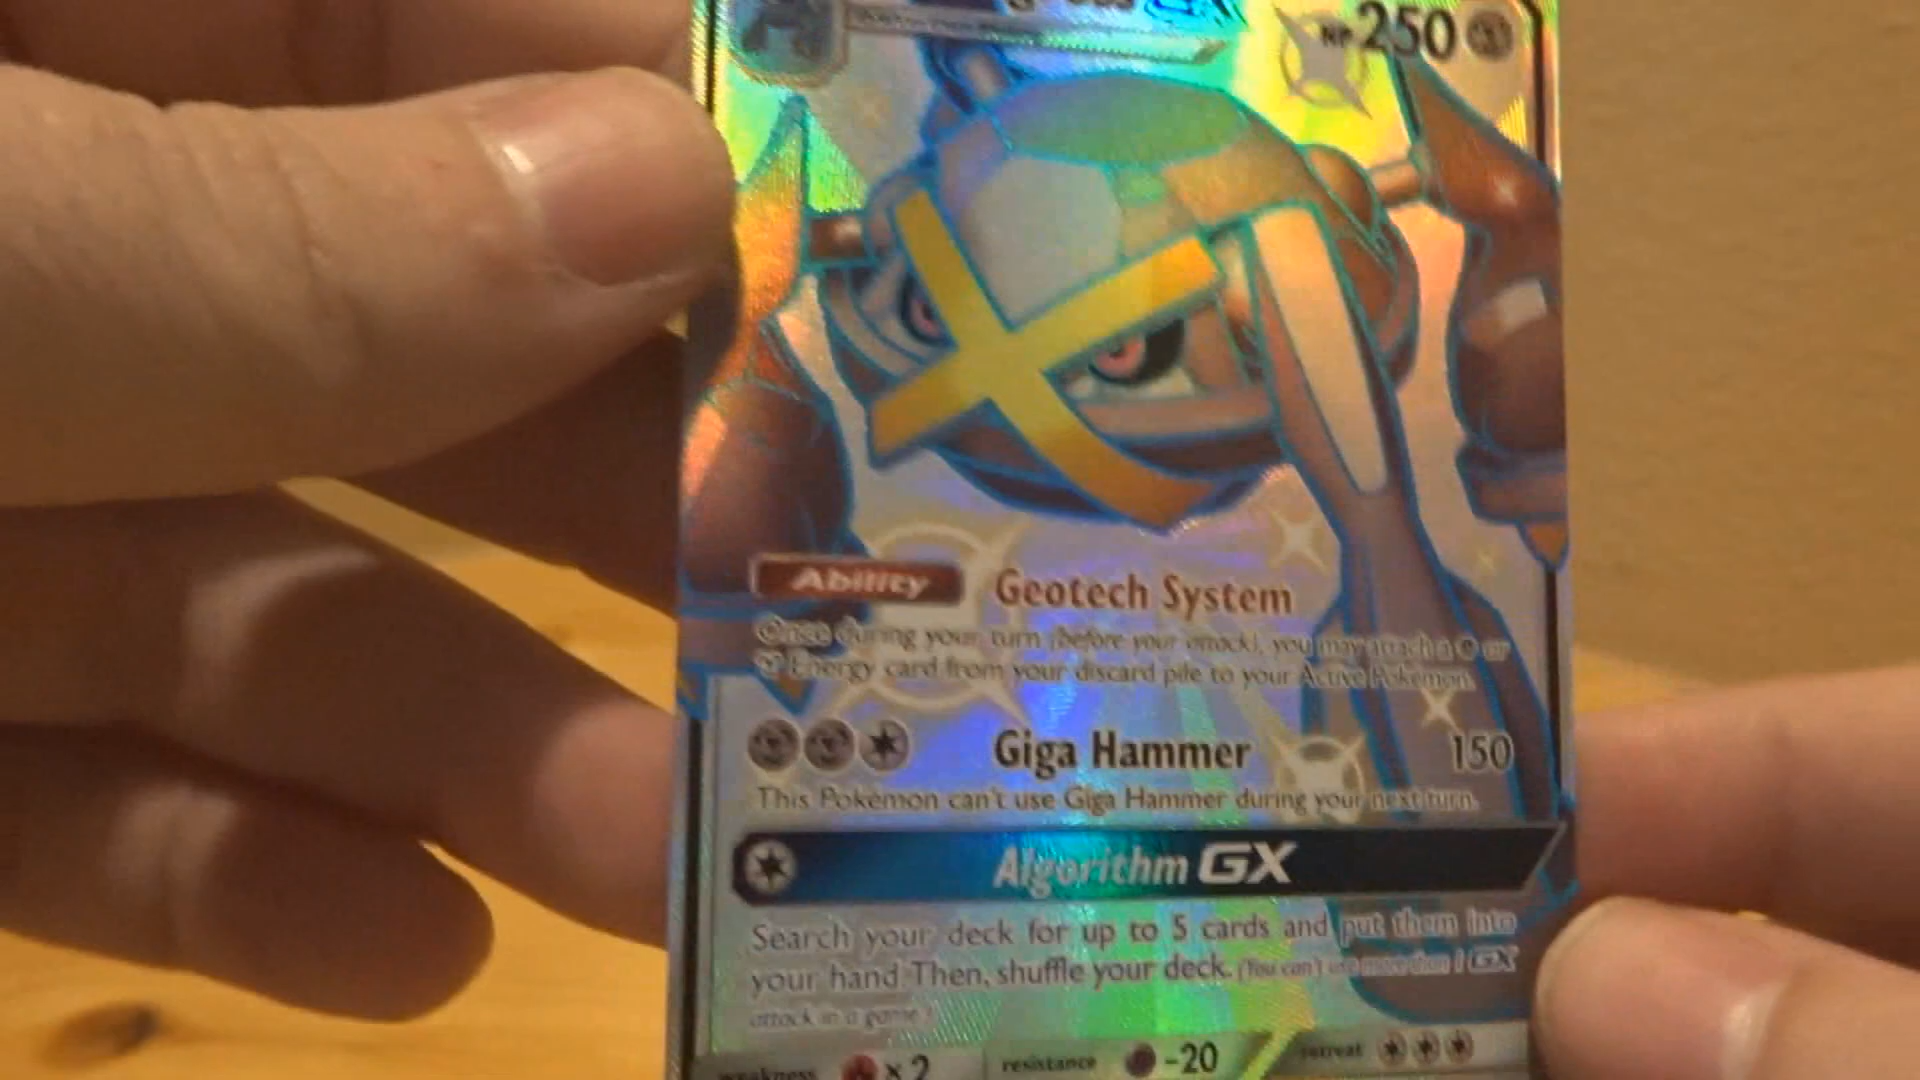 HP 250
Ability Geotech System
Once during your turn (before your attack), you may attach a or
Energy card from your discard pile to your Active Pokémon.
Giga Hammer 150
This Pokémon can't use Giga Hammer during your next turn.
Algorithm GX
Search your deck for up to 5 cards and put them into
your hand. Then, shuffle your deck. (You can't use more than 1 GX
attack in a game.)
weakness ×2 resistance -20 retreat